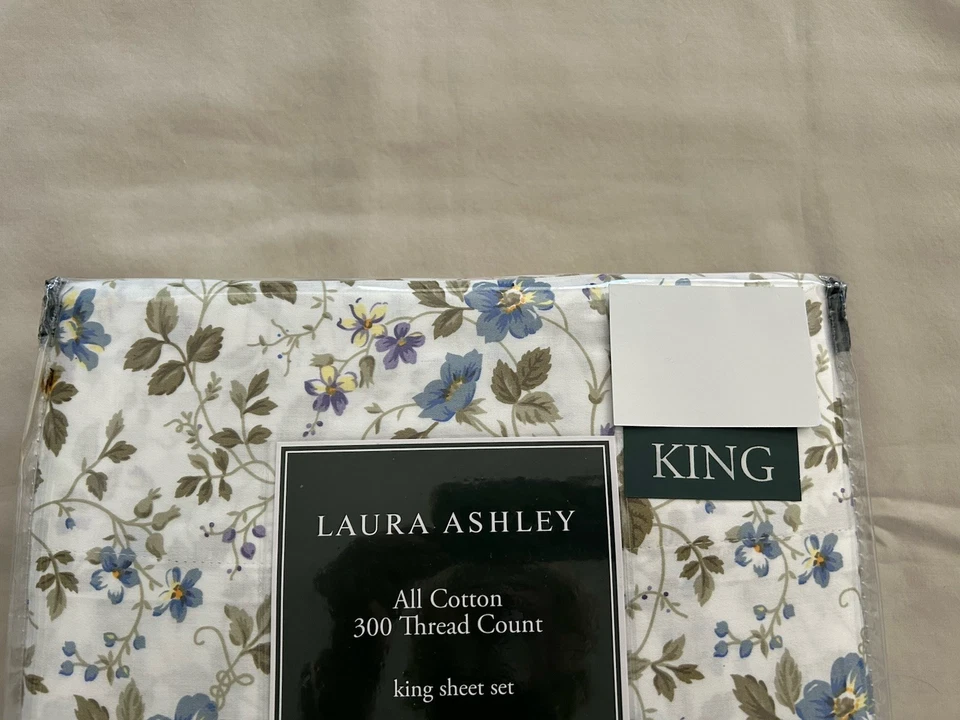 KING
LAURA ASHLEY
All Cotton
300 Thread Count
king sheet set